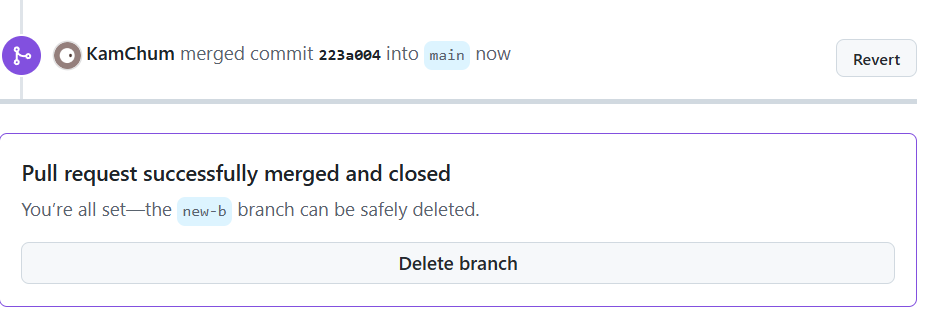 KamChum merged commit 223a004 into main now
Revert
Pull request successfully merged and closed
You're all set—the new-b branch can be safely deleted.
Delete branch